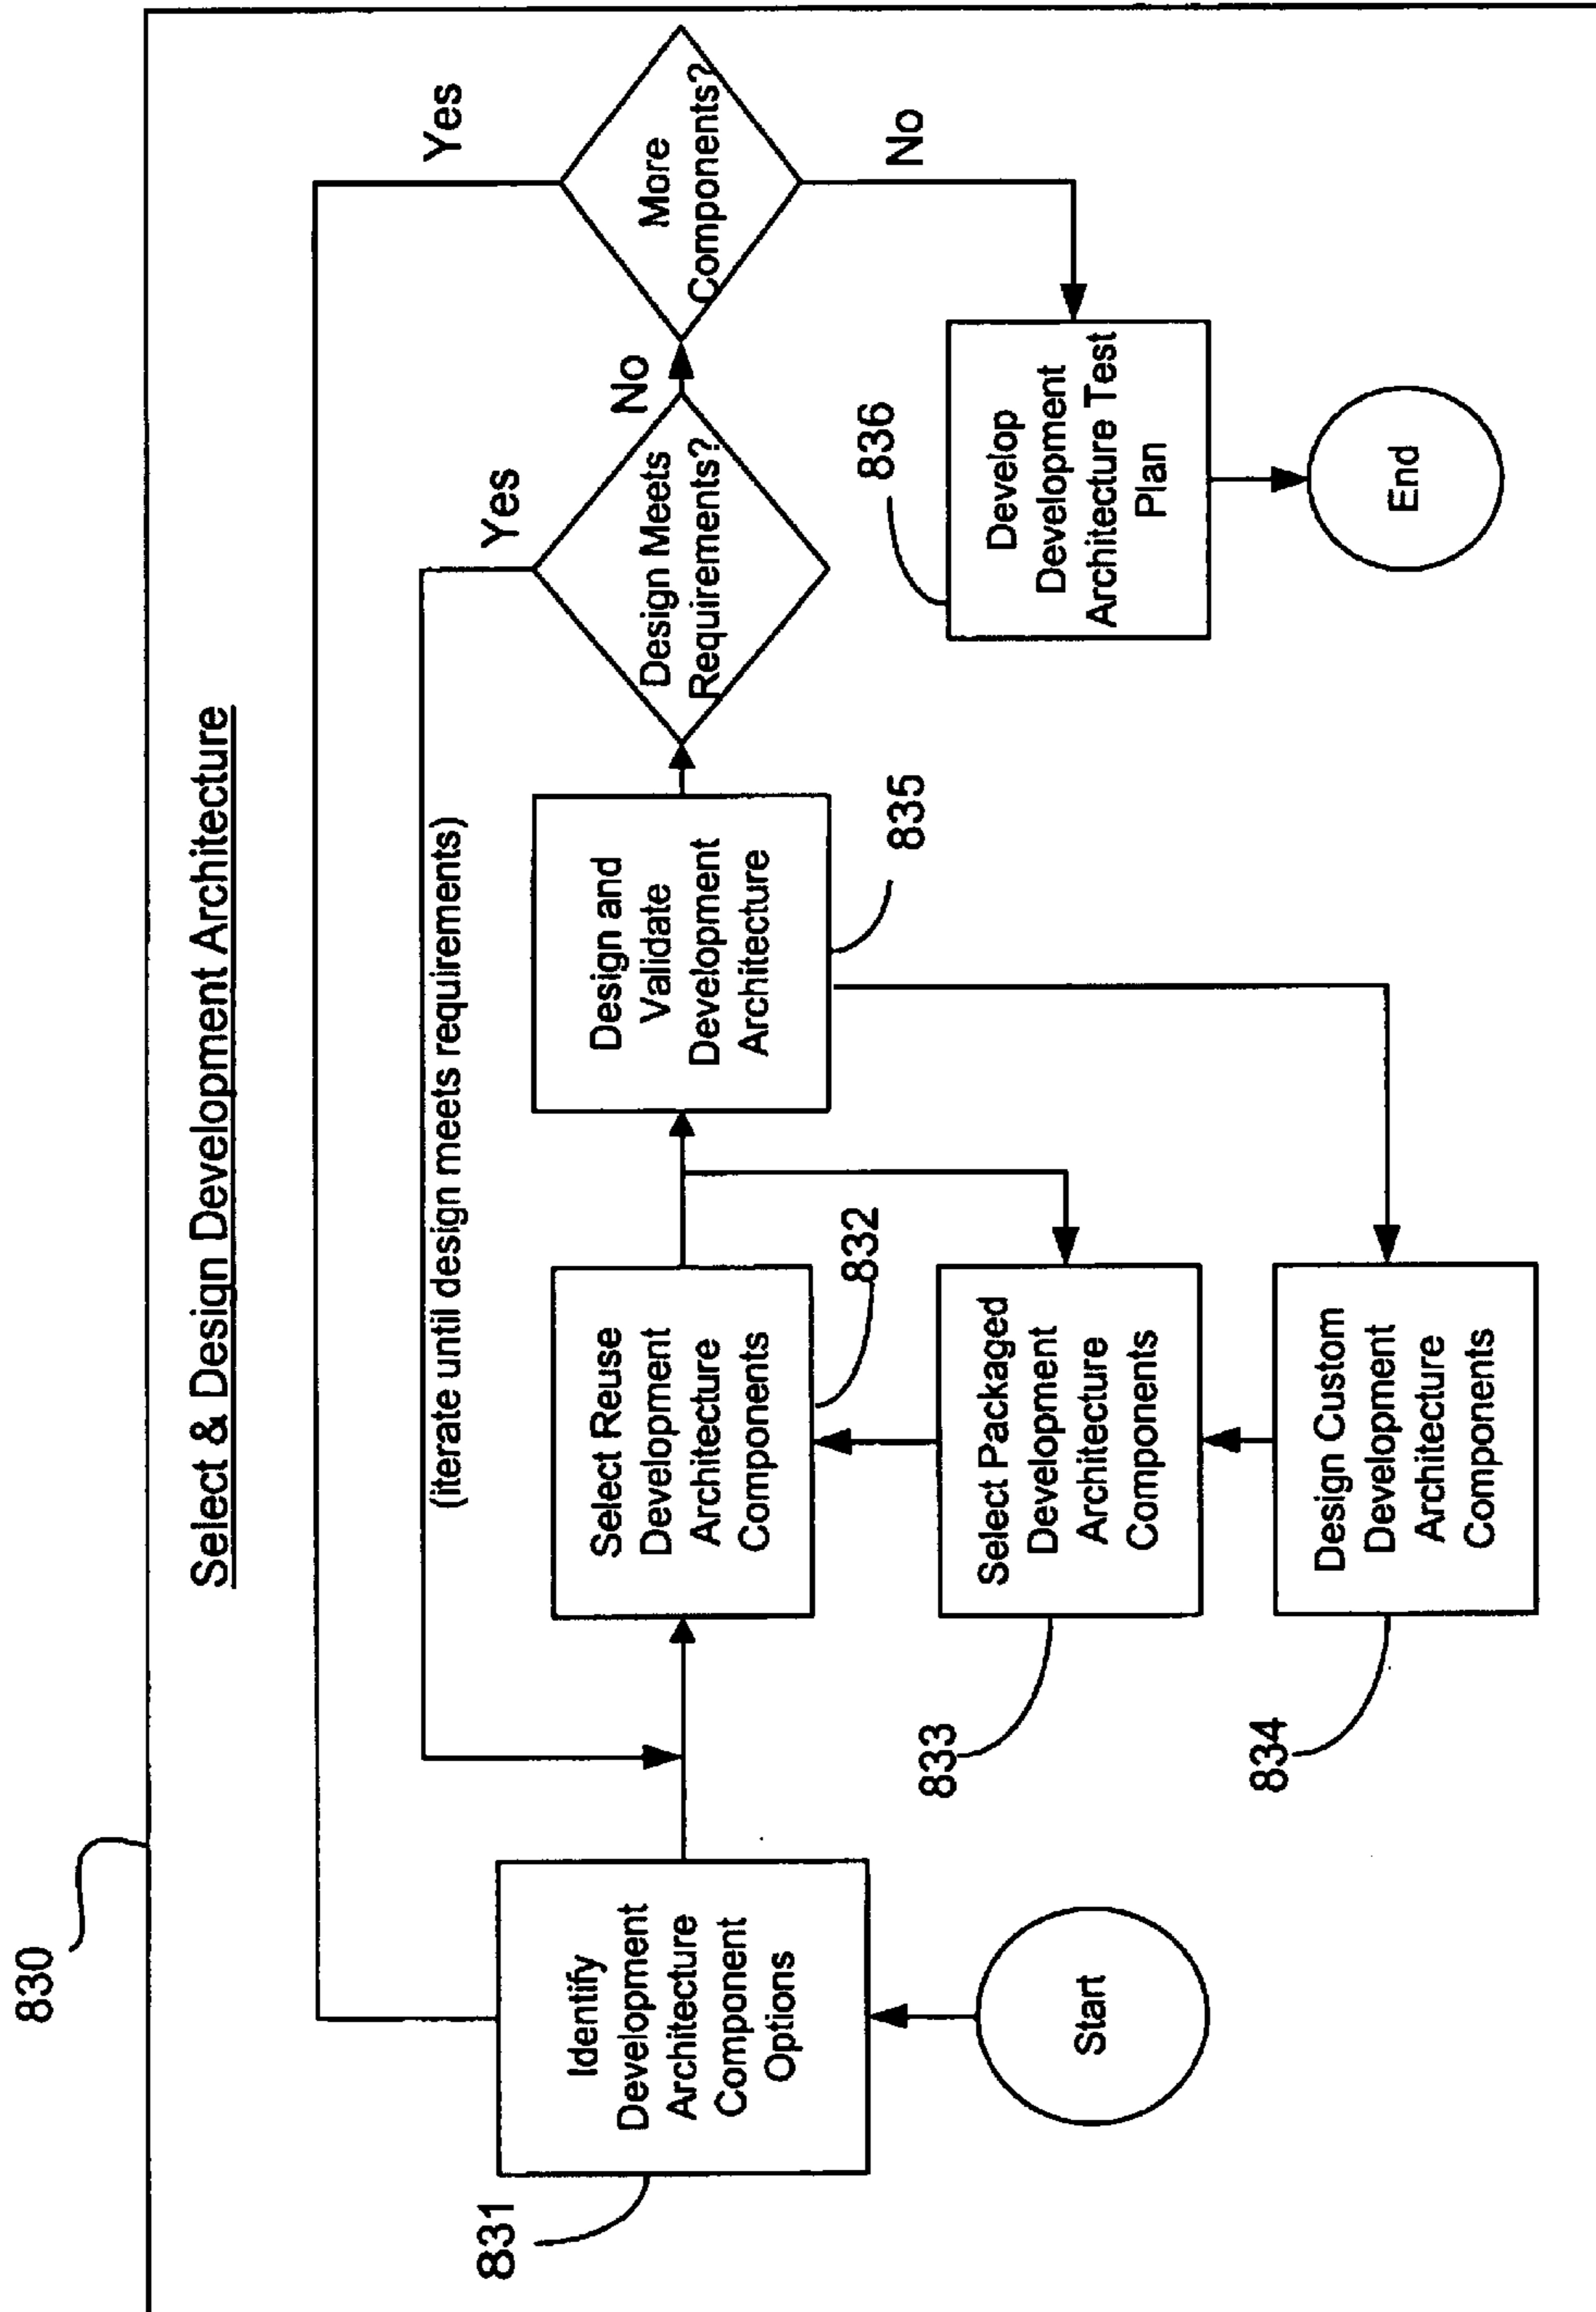 830
Select & Design Development Architecture
Yes
(iterate until design meets requirements)
Yes
831
Identify
Development
Architecture
Component
Options
Start
Select Reuse
Development
Architecture
Components
832
833
Select Packaged
Development
Architecture
Components
834
Design Custom
Development
Architecture
Components
Design and
Validate
Development
Architecture
835
Design Meets
Requirements?
No
More
Components?
No
836
Develop
Development
Architecture Test
Plan
End